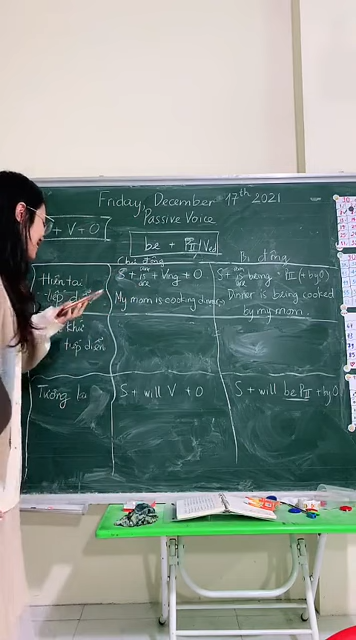 Friday, December 17th 2021
Passive Voice
+ V + O
be + PII/Ved
Chủ động
Bị động
Hiện tại
tiếp diễn
S + am/is/are + Ving + O
S + am/is/are being + PII (+ by O)
My mom is cooking dinner
Dinner is being cooked
by my mom.
khứ
tiếp diễn
Tương lai
S + will V + O
S + will be PII + by O